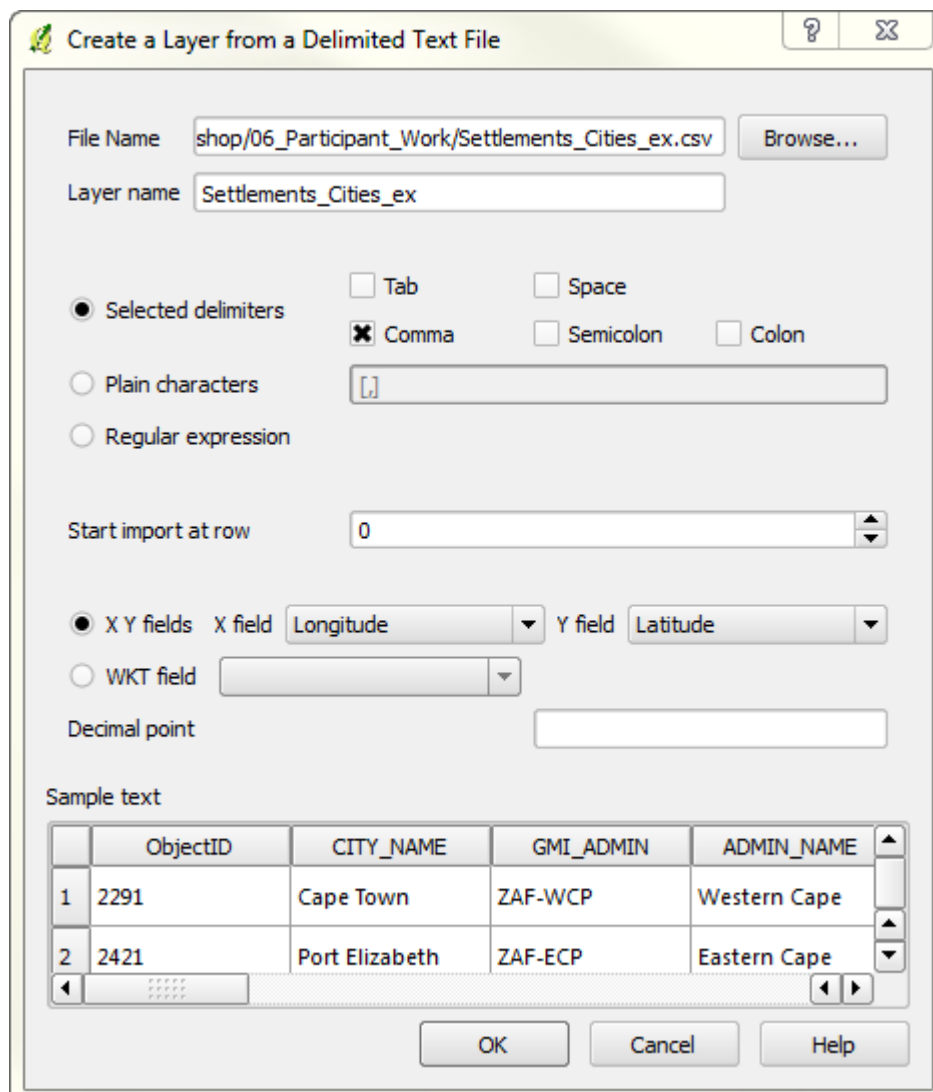 Create a Layer from a Delimited Text File
File Name shop/06_Participant_Work/Settlements_Cities_ex.csv Browse...
Layer name Settlements_Cities_ex
Tab Space
Selected delimiters
Comma Semicolon Colon
Plain characters [,]
Regular expression
Start import at row 0
X Y fields X field Longitude Y field Latitude
WKT field
Decimal point
Sample text
ObjectID CITY_NAME GMI_ADMIN ADMIN_NAME
1 2291 Cape Town ZAF-WCP Western Cape
2 2421 Port Elizabeth ZAF-ECP Eastern Cape
OK Cancel Help